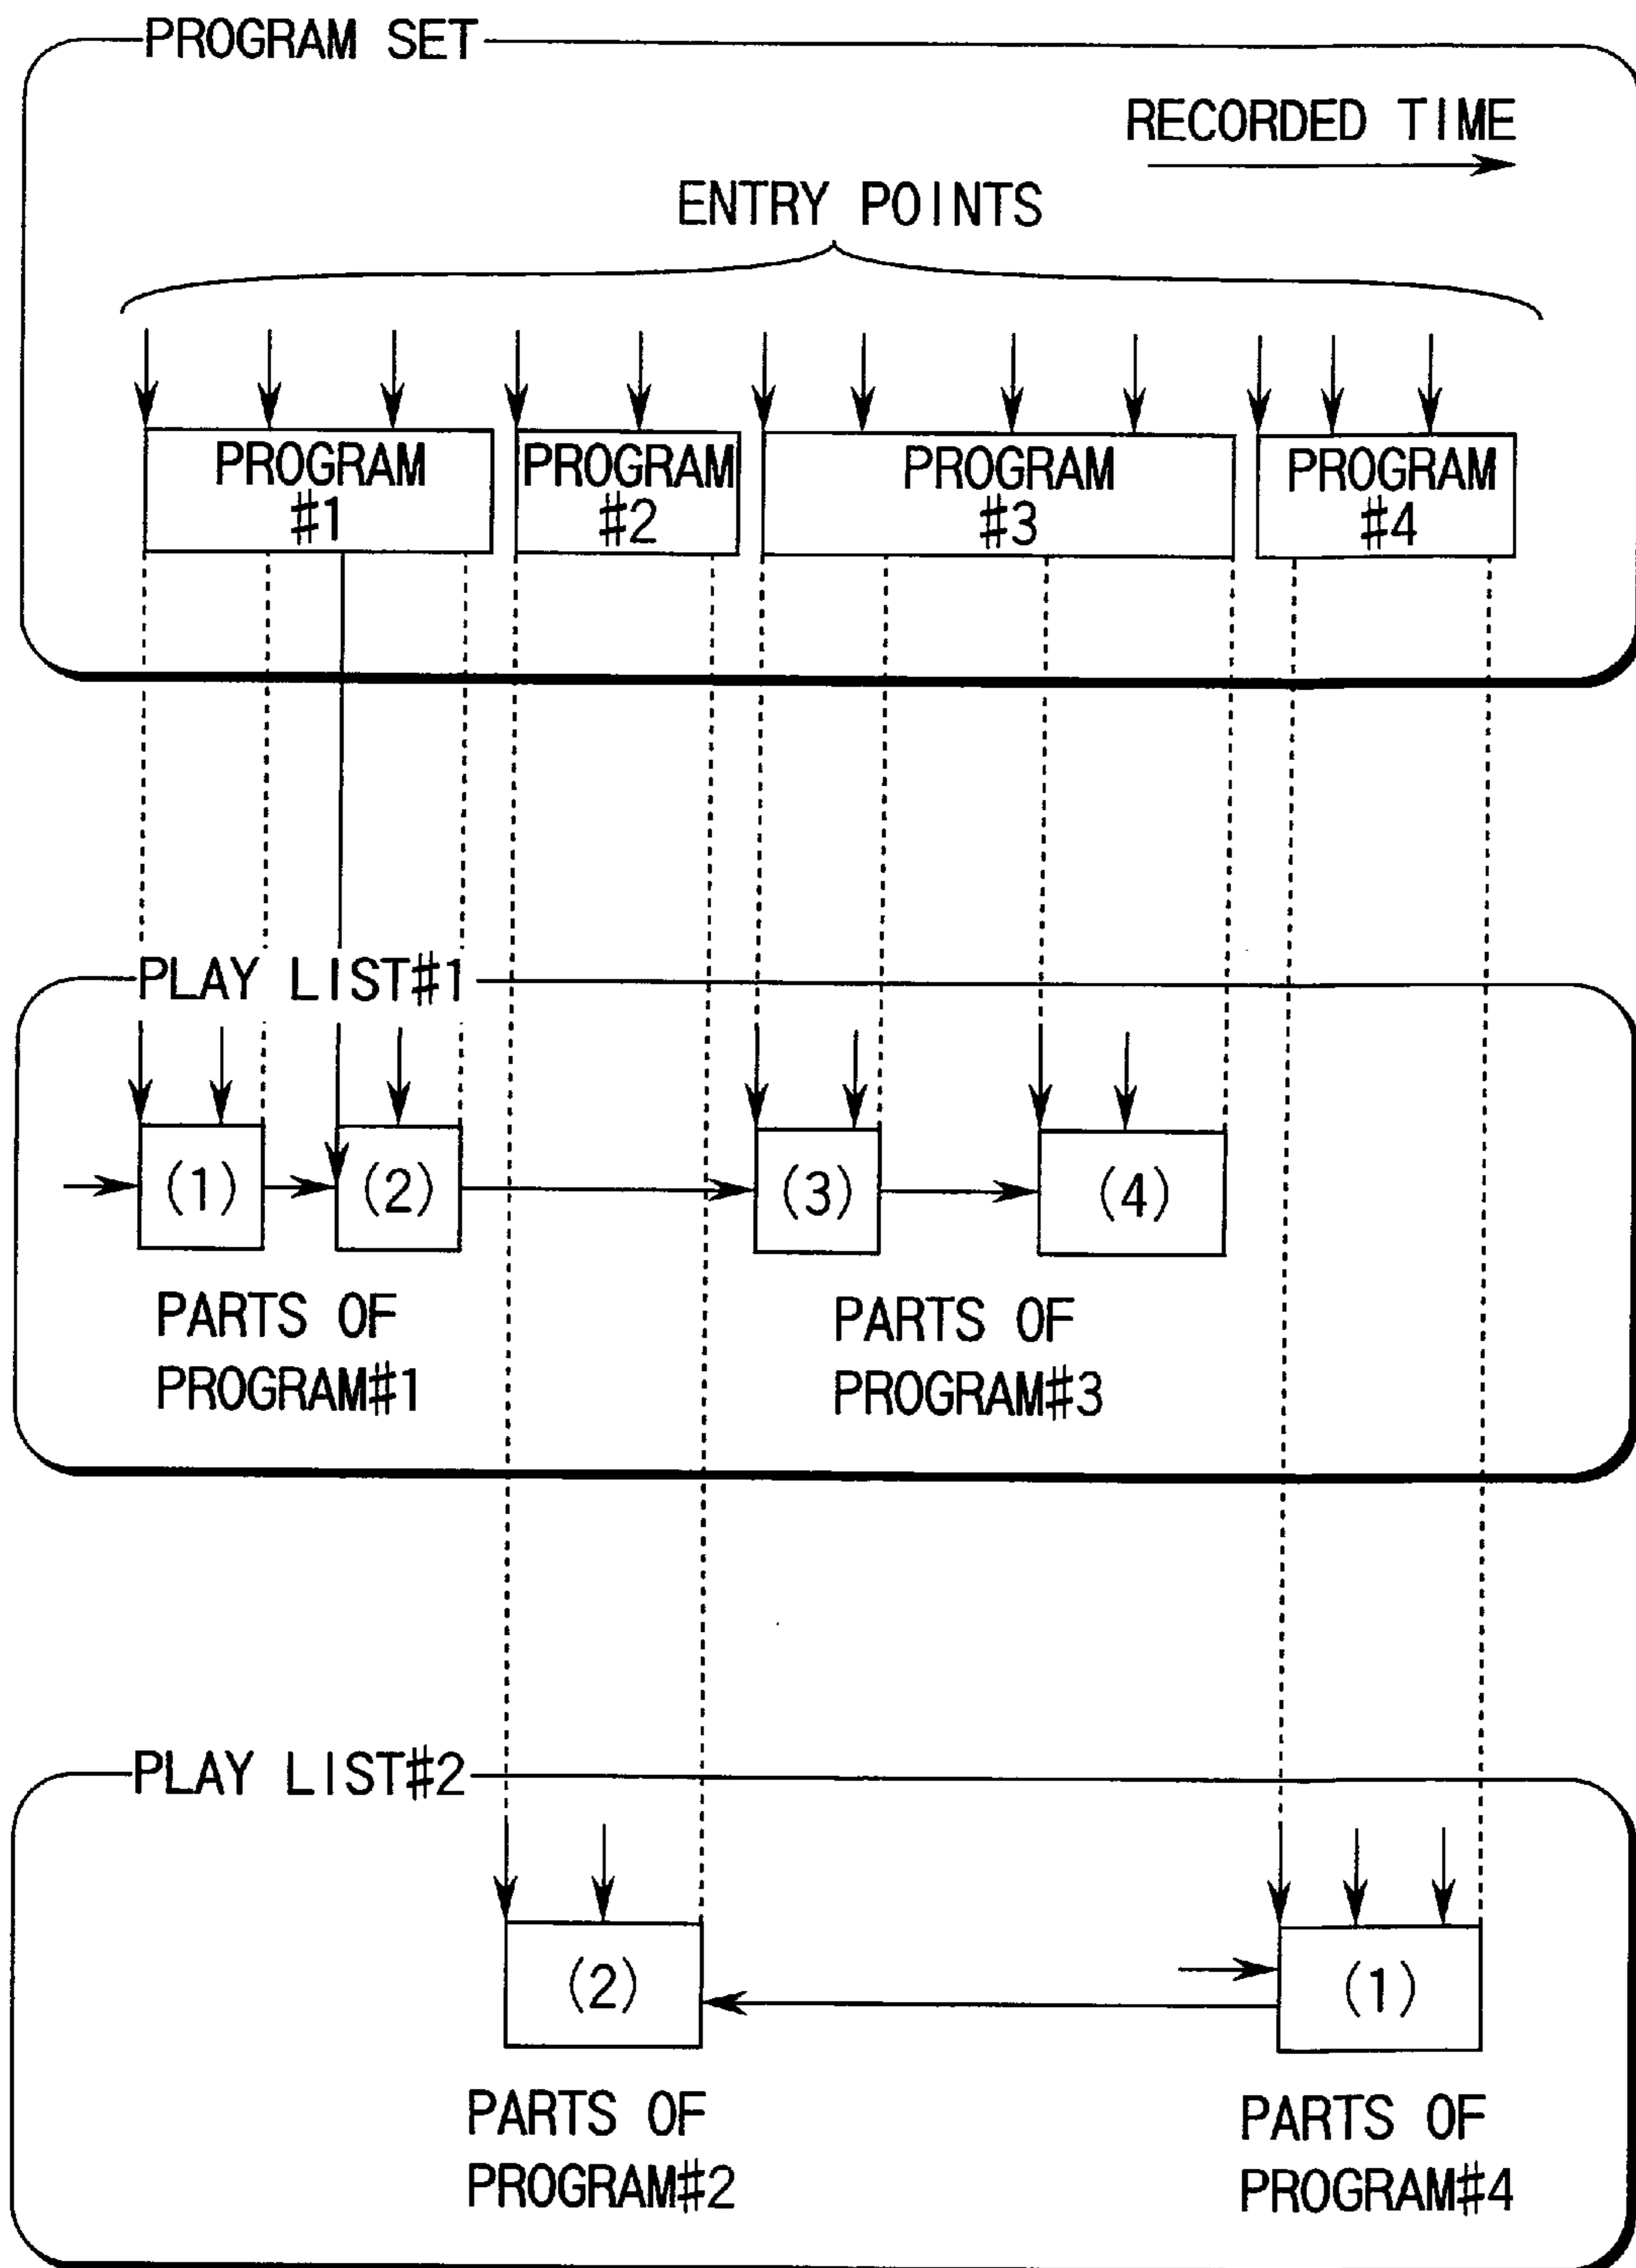 PROGRAM SET
RECORDED TIME
ENTRY POINTS
PROGRAM
#1
PROGRAM
#2
PROGRAM
#3
PROGRAM
#4
PLAY LIST#1
(1)
(2)
(3)
(4)
PARTS OF
PROGRAM#1
PARTS OF
PROGRAM#3
PLAY LIST#2
(2)
(1)
PARTS OF
PROGRAM#2
PARTS OF
PROGRAM#4